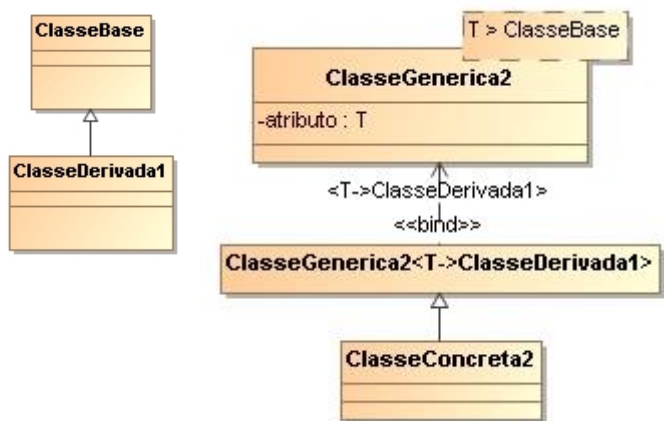 ClasseBase
ClasseDerivada1
T > ClasseBase
ClasseGenerica2
-atributo : T
<T->ClasseDerivada1>
<<bind>>
ClasseGenerica2<T->ClasseDerivada1>
ClasseConcreta2